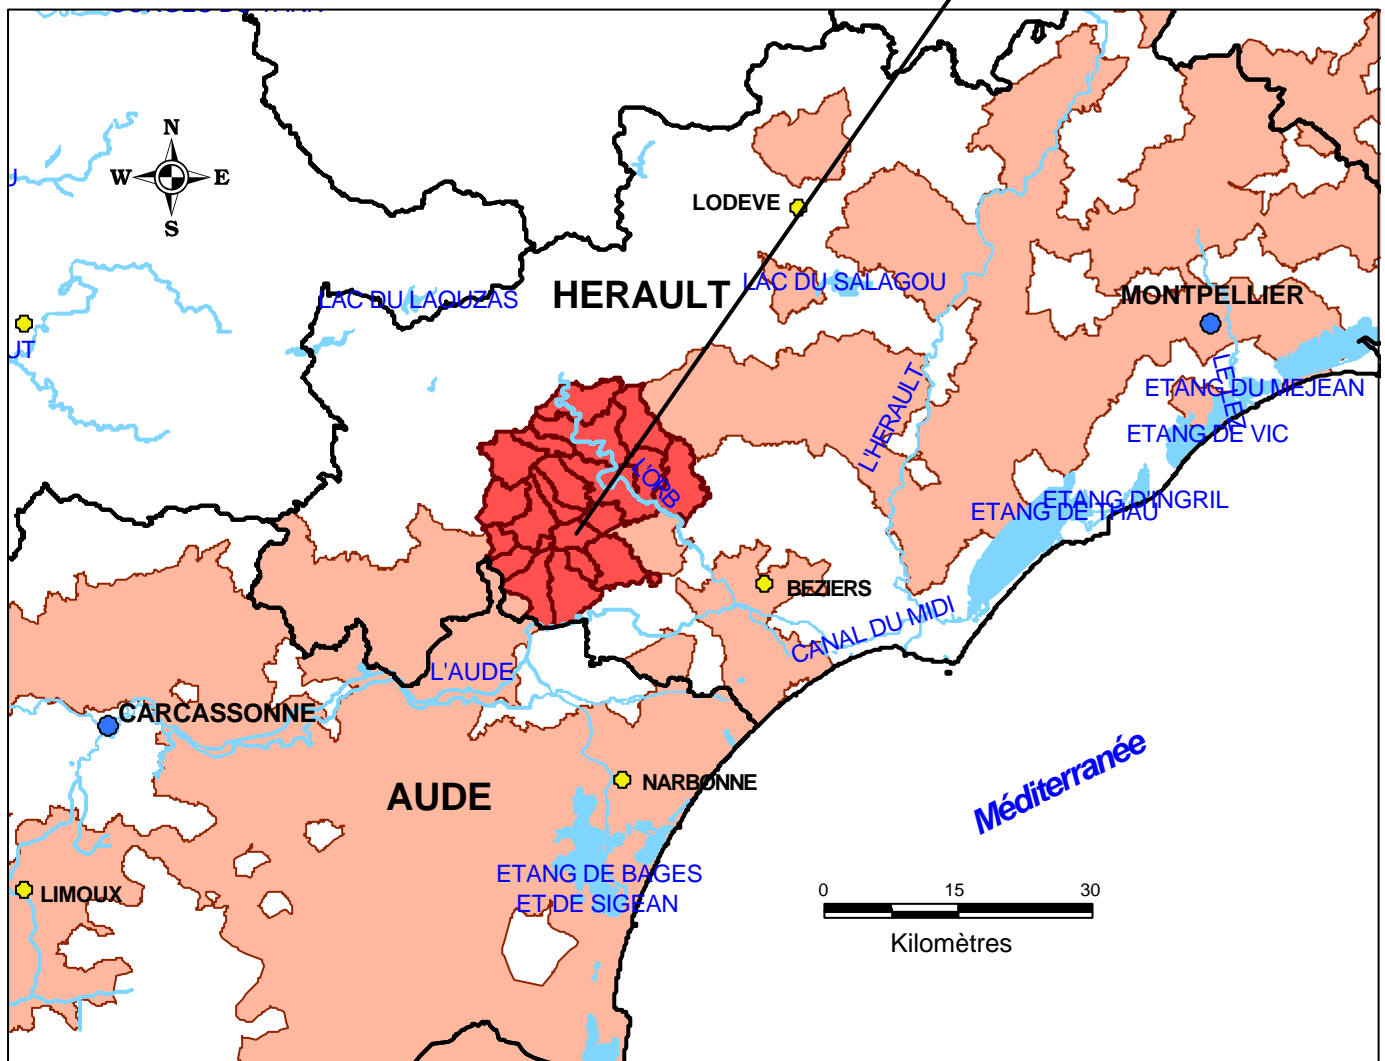 N
W E
S
LODEVE
HERAULT
LAC DU SALAGOU
LAC DU LAOUZAS
MONTPELLIER
UT
LE LEZ
ETANG DU MEJEAN
L'HERAULT
ETANG DE VIC
L'ORB
ETANG D'INGRIL
ETANG DE THAU
BEZIERS
CANAL DU MIDI
L'AUDE
CARCASSONNE
Méditerranée
NARBONNE
AUDE
ETANG DE BAGES
ET DE SIGEAN
LIMOUX
0 15 30
Kilomètres